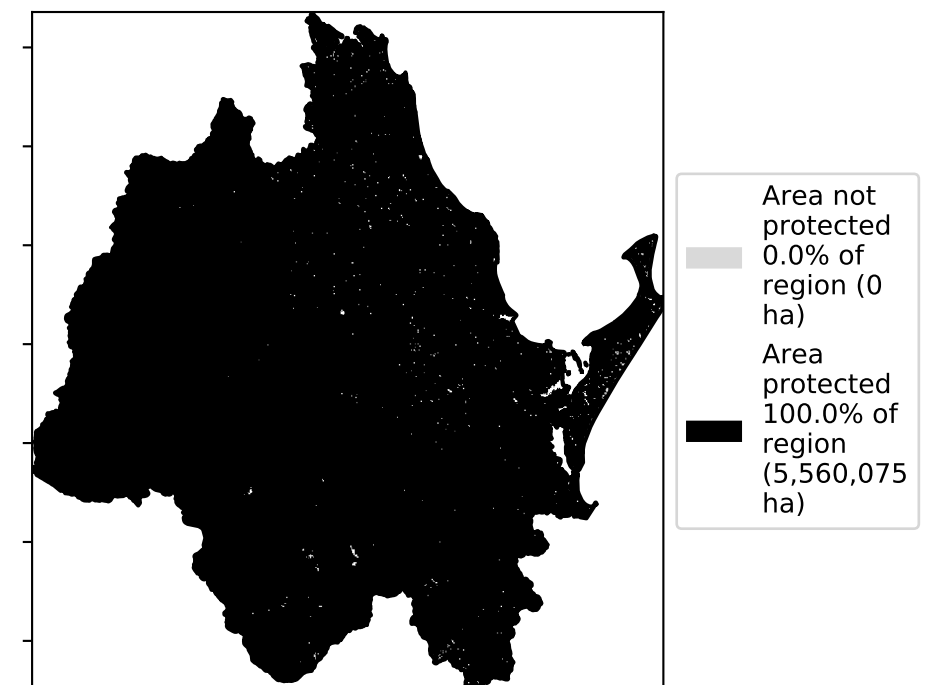 Area not
protected
0.0% of
region (0
ha)
Area
protected
100.0% of
region
(5,560,075
ha)